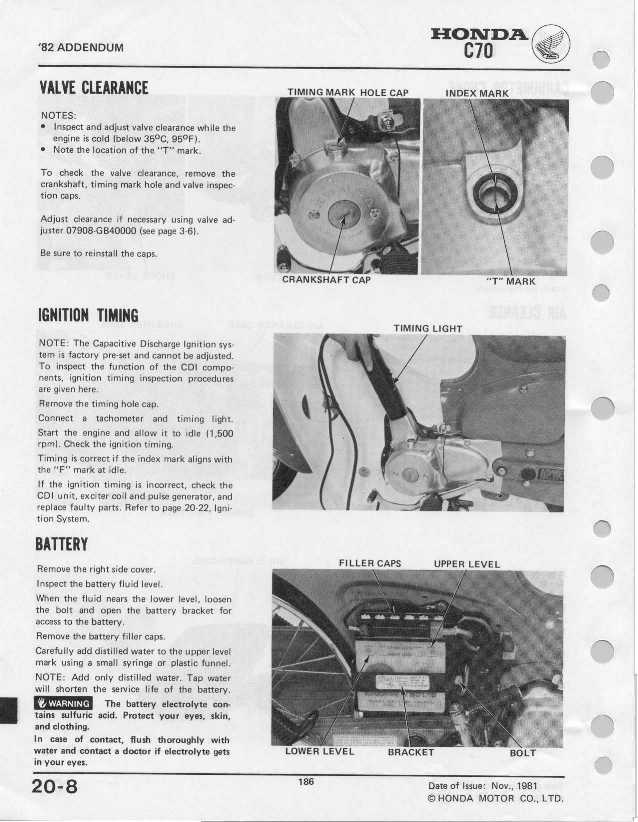 '82 ADDENDUM
HONDA
C70
VALVE CLEARANCE
NOTES:
• Inspect and adjust valve clearance while the
engine is cold (below 35°C, 95°F).
• Note the location of the "T" mark.
To check the valve clearance, remove the
crankshaft, timing mark hole and valve inspec-
tion caps.
Adjust clearance if necessary using valve ad-
juster 07908-GB40000 (see page 3-6).
Be sure to reinstall the caps.
TIMING MARK HOLE CAP
INDEX MARK
CRANKSHAFT CAP
"T" MARK
IGNITION TIMING
NOTE: The Capacitive Discharge Ignition sys-
tem is factory pre-set and cannot be adjusted.
To inspect the function of the CDI compo-
nents, ignition timing inspection procedures
are given here.
Remove the timing hole cap.
Connect a tachometer and timing light.
Start the engine and allow it to idle (1,500
rpm). Check the ignition timing.
Timing is correct if the index mark aligns with
the "F" mark at idle.
If the ignition timing is incorrect, check the
CDI unit, exciter coil and pulse generator, and
replace faulty parts. Refer to page 20-22, Igni-
tion System.
TIMING LIGHT
BATTERY
Remove the right side cover.
Inspect the battery fluid level.
When the fluid nears the lower level, loosen
the bolt and open the battery bracket for
access to the battery.
Remove the battery filler caps.
Carefully add distilled water to the upper level
mark using a small syringe or plastic funnel.
NOTE: Add only distilled water. Tap water
will shorten the service life of the battery.
WARNING The battery electrolyte con-
tains sulfuric acid. Protect your eyes, skin,
and clothing.
In case of contact, flush thoroughly with
water and contact a doctor if electrolyte gets
in your eyes.
FILLER CAPS
UPPER LEVEL
LOWER LEVEL
BRACKET
BOLT
20-8
186
Date of Issue: Nov., 1981
© HONDA MOTOR CO., LTD.